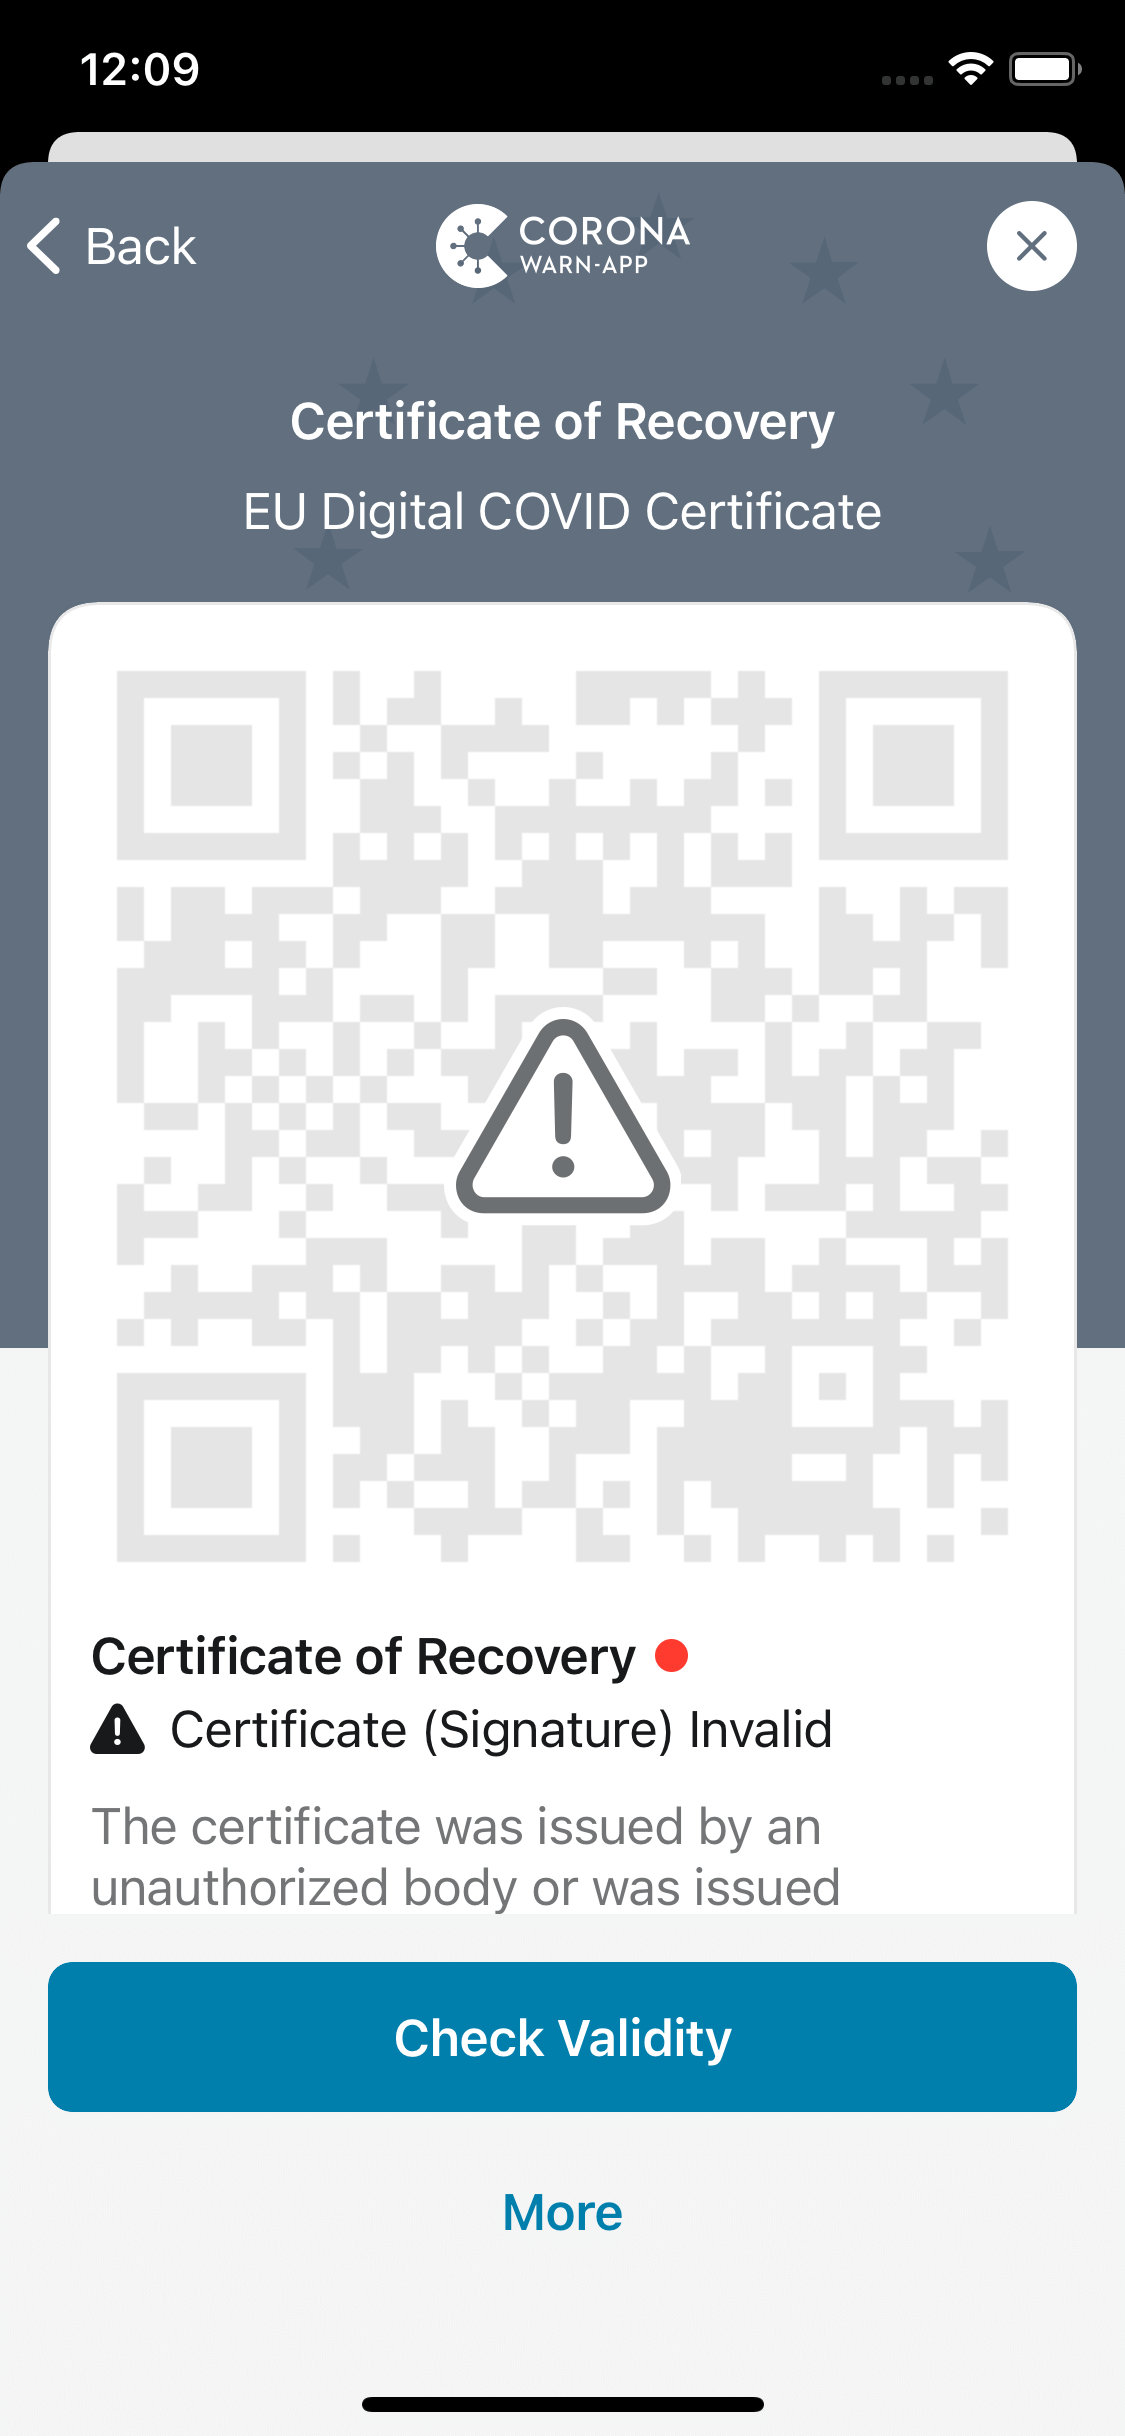 12:09
Back
CORONA
WARN-APP
Certificate of Recovery
EU Digital COVID Certificate
Certificate of Recovery
Certificate (Signature) Invalid
The certificate was issued by an
unauthorized body or was issued
Check Validity
More